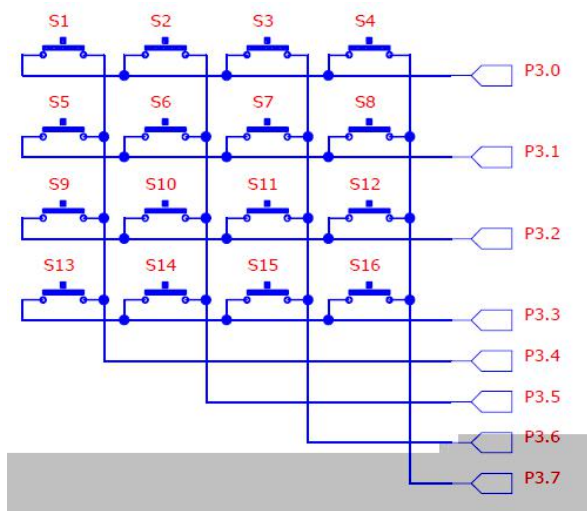 S1 S2 S3 S4
P3.0
S5 S6 S7 S8
P3.1
S9 S10 S11 S12
P3.2
S13 S14 S15 S16
P3.3
P3.4
P3.5
P3.6
P3.7